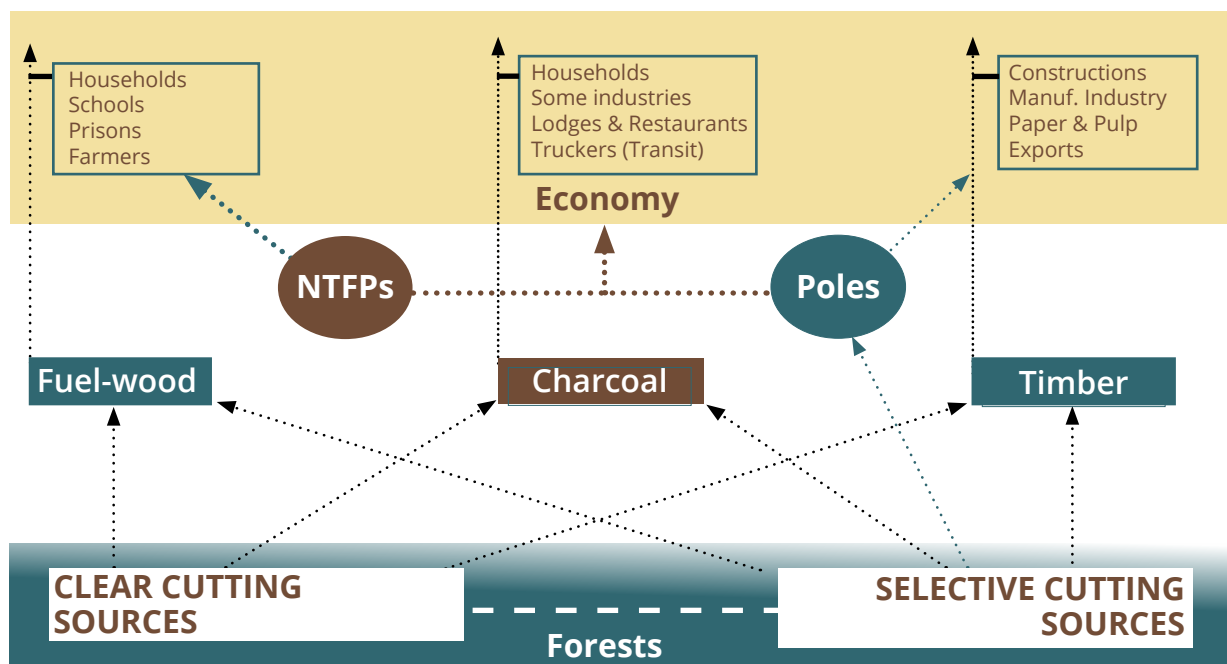 Households
Schools
Prisons
Farmers
Households
Some industries
Lodges & Restaurants
Truckers (Transit)
Constructions
Manuf. Industry
Paper & Pulp
Exports
Economy
NTFPs
Poles
Fuel-wood
Charcoal
Timber
CLEAR CUTTING
SOURCES
SELECTIVE CUTTING
SOURCES
Forests